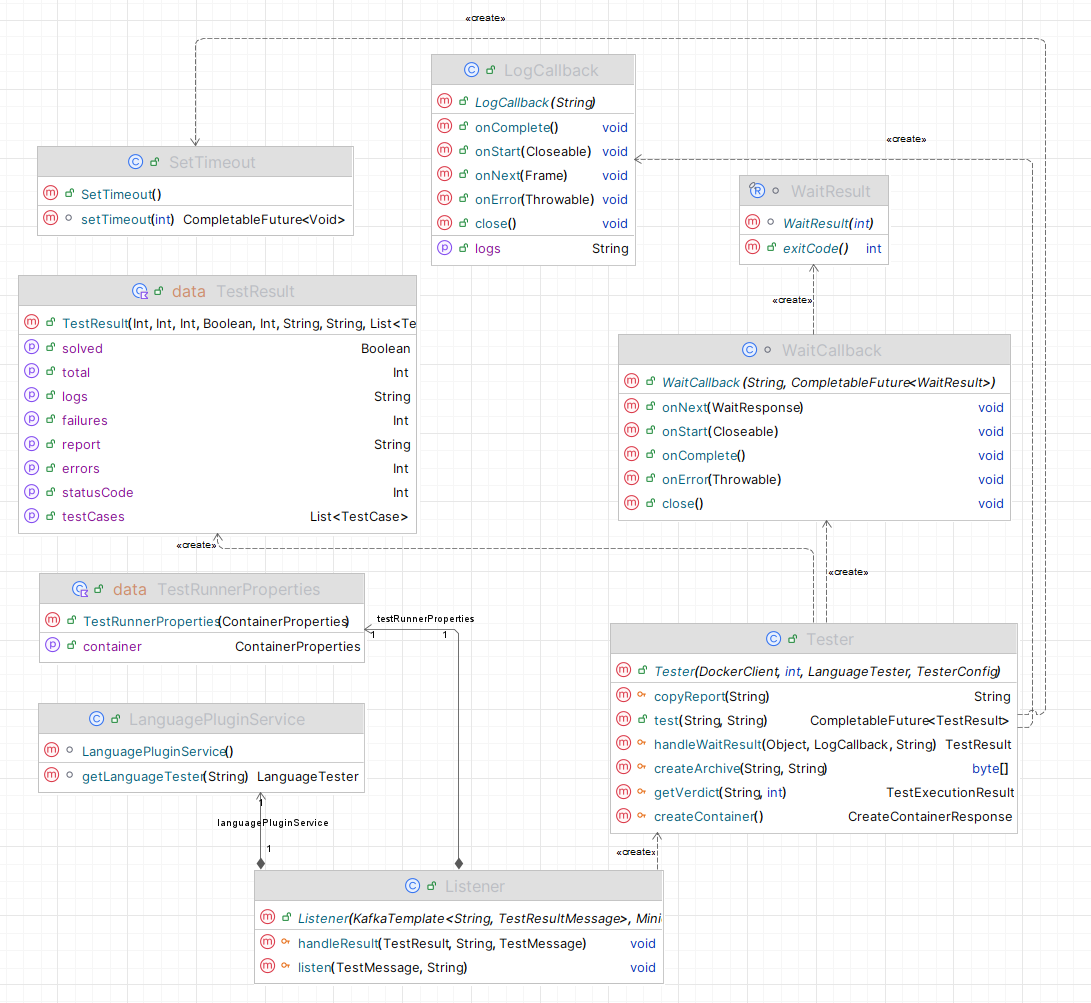 «create»
LogCallback
LogCallback(String)
onComplete() void
onStart(Closeable) void
onNext(Frame) void
onError(Throwable) void
close() void
logs String
«create»
SetTimeout
SetTimeout()
setTimeout(int) CompletableFuture<Void>
WaitResult
WaitResult(int)
exitCode() int
data TestResult
TestResult(Int, Int, Int, Boolean, Int, String, String, List<Te
solved Boolean
total Int
logs String
failures Int
report String
errors Int
statusCode Int
testCases List<TestCase>
«create»
WaitCallback
WaitCallback(String, CompletableFuture<WaitResult>)
onNext(WaitResponse) void
onStart(Closeable) void
onComplete() void
onError(Throwable) void
close() void
«create»
«create»
data TestRunnerProperties
TestRunnerProperties(ContainerProperties)
container ContainerProperties
testRunnerProperties
1 1
Tester
Tester(DockerClient, int, LanguageTester, TesterConfig)
copyReport(String) String
test(String, String) CompletableFuture<TestResult>
handleWaitResult(Object, LogCallback, String) TestResult
createArchive(String, String) byte[]
getVerdict(String, int) TestExecutionResult
createContainer() CreateContainerResponse
LanguagePluginService
LanguagePluginService()
getLanguageTester(String) LanguageTester
1
languagePluginService
1
«create»
Listener
Listener(KafkaTemplate<String, TestResultMessage>, Mini
handleResult(TestResult, String, TestMessage) void
listen(TestMessage, String) void